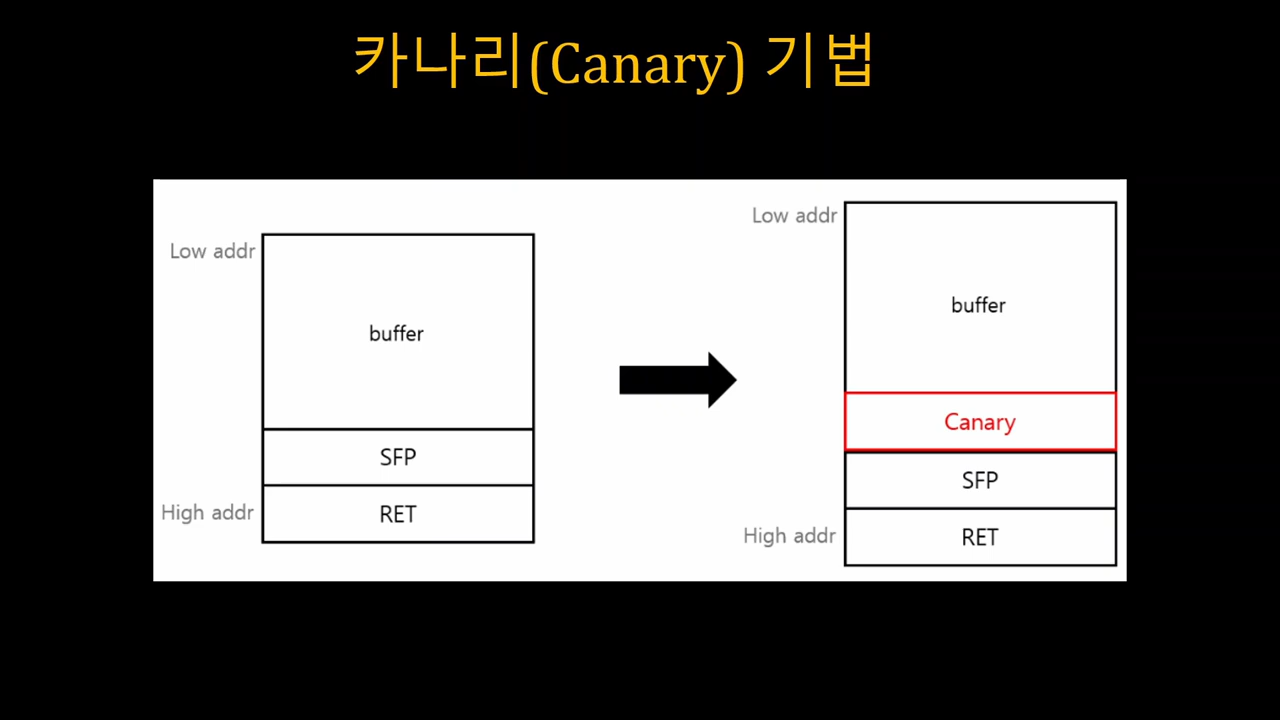 카나리(Canary) 기법
Low addr
buffer
SFP
High addr
RET
Low addr
buffer
Canary
SFP
High addr
RET